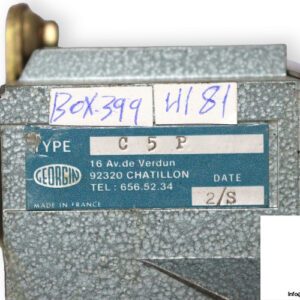 BOX.399
H181
TYPE
C 5 P
16 Av. de Verdun
92320 CHATILLON
TEL : 656.52.34
GEORGIN
DATE
2/S
MADE IN FRANCE